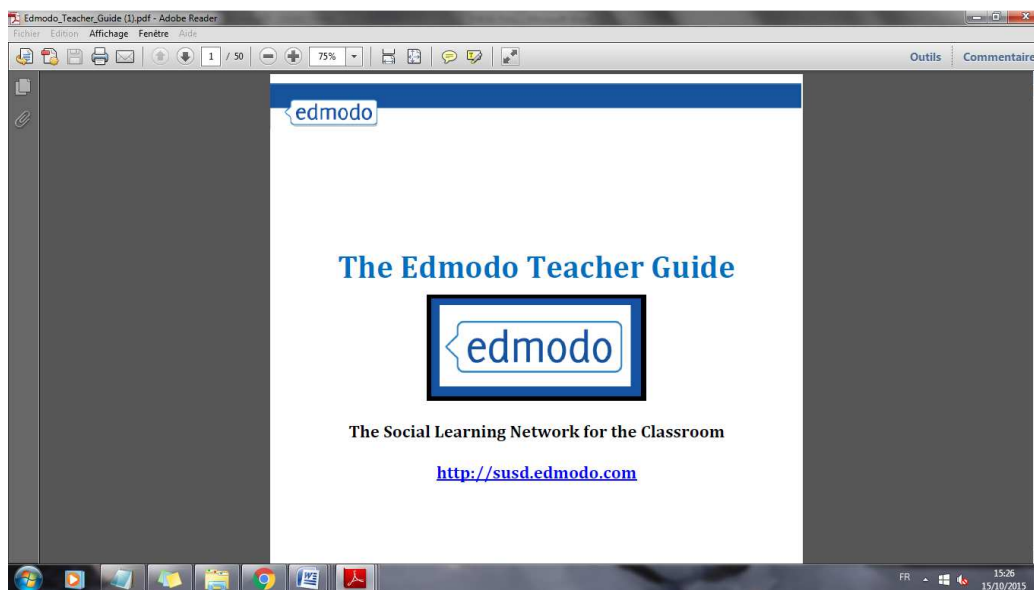 Edmodo_Teacher_Guide (1).pdf - Adobe Reader
Fichier Edition Affichage Fenêtre Aide
1 / 50 75% Outils Commentaire
edmodo
The Edmodo Teacher Guide
edmodo
The Social Learning Network for the Classroom
http://susd.edmodo.com
FR 15:26
15/10/2015